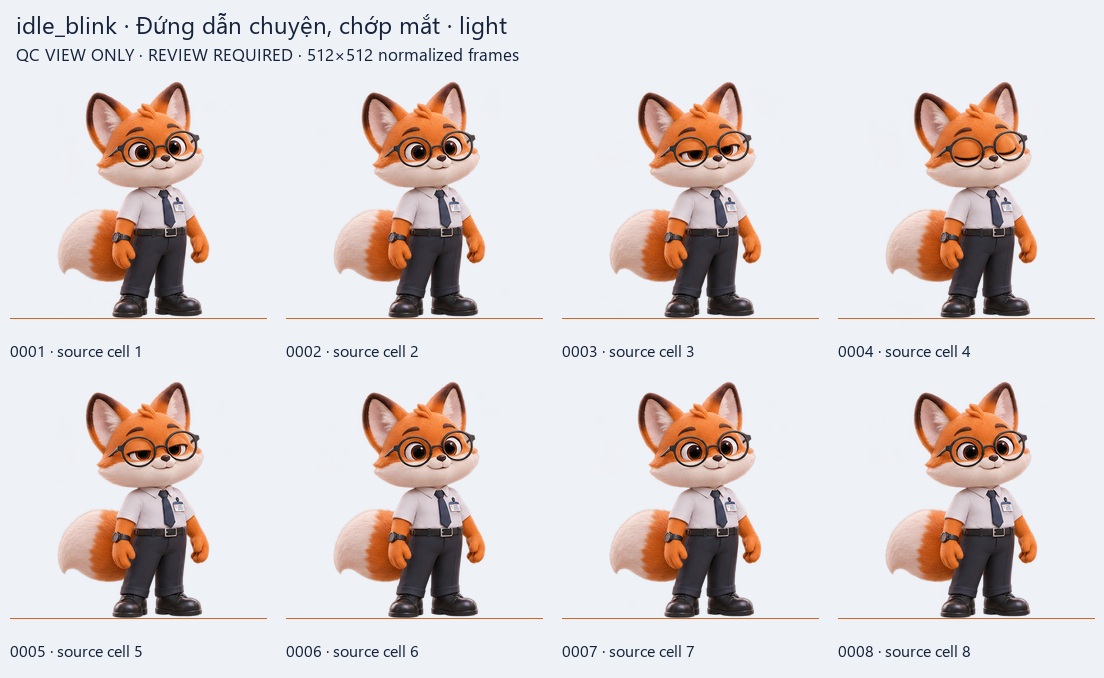 idle_blink · Đứng dẫn chuyện, chớp mắt · light
QC VIEW ONLY · REVIEW REQUIRED · 512×512 normalized frames
0001 · source cell 1
0002 · source cell 2
0003 · source cell 3
0004 · source cell 4
0005 · source cell 5
0006 · source cell 6
0007 · source cell 7
0008 · source cell 8